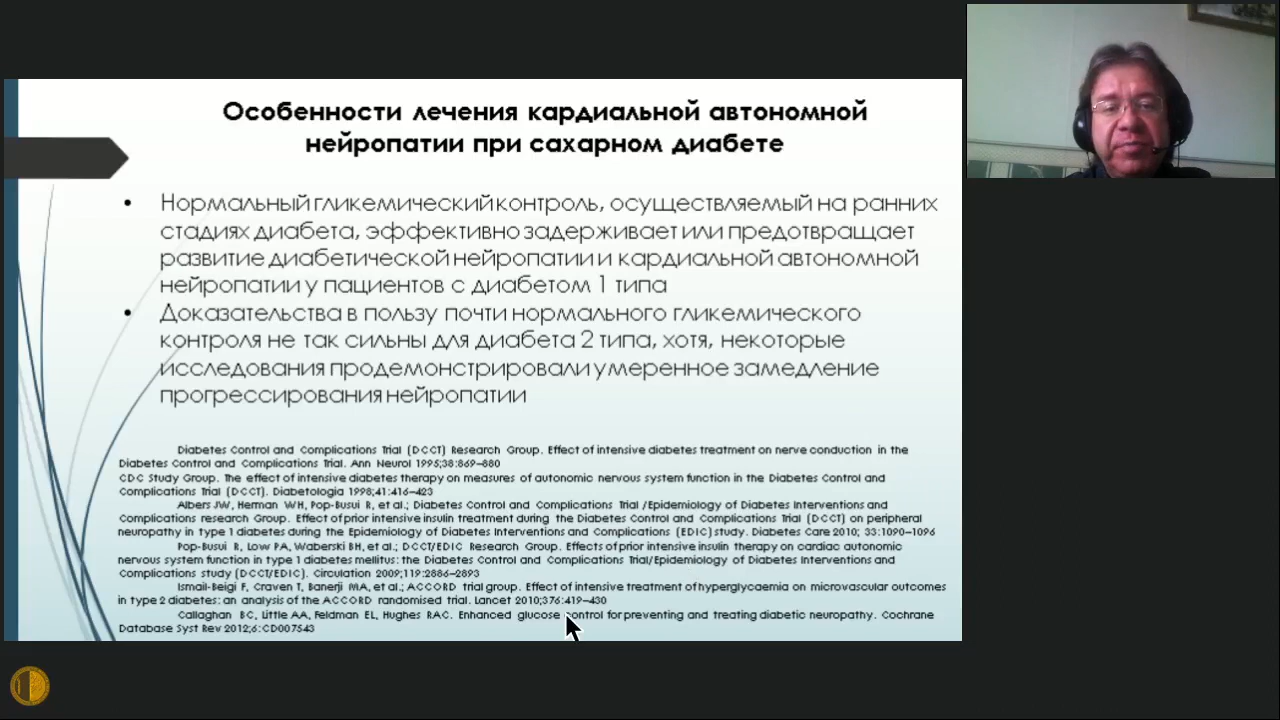 Особенности лечения кардиальной автономной
нейропатии при сахарном диабете
• Нормальный гликемический контроль, осуществляемый на ранних
стадиях диабета, эффективно задерживает или предотвращает
развитие диабетической нейропатии и кардиальной автономной
нейропатии у пациентов с диабетом 1 типа
• Доказательства в пользу почти нормального гликемического
контроля не так сильны для диабета 2 типа, хотя, некоторые
исследования продемонстрировали умеренное замедление
прогрессирования нейропатии
Diabetes Control and Complications Trial (DCCT) Research Group. Effect of intensive diabetes treatment on nerve conduction in the
Diabetes Control and Complications Trial. Ann Neurol 1995;38:869–880
CDC Study Group. The effect of intensive diabetes therapy on measures of autonomic nervous system function in the Diabetes Control and
Complications Trial (DCCT). Diabetologia 1998;41:416–423
Albers JW, Herman WH, Pop-Busui R, et al.; Diabetes Control and Complications Trial /Epidemiology of Diabetes Interventions and
Complications research Group. Effect of prior intensive insulin treatment during the Diabetes Control and Complications Trial (DCCT) on peripheral
neuropathy in type 1 diabetes during the Epidemiology of Diabetes Interventions and Complications (EDIC) study. Diabetes Care 2010; 33:1090–1096
Pop-Busui R, Low PA, Waberski BH, et al.; DCCT/EDIC Research Group. Effects of prior intensive insulin therapy on cardiac autonomic
nervous system function in type 1 diabetes mellitus: the Diabetes Control and Complications Trial/Epidemiology of Diabetes Interventions and
Complications study (DCCT/EDIC). Circulation 2009;119:2886–2893
Ismail-Beigi F, Craven T, Banerji MA, et al.; ACCORD trial group. Effect of intensive treatment of hyperglycaemia on microvascular outcomes
in type 2 diabetes: an analysis of the ACCORD randomised trial. Lancet 2010;376:419–430
Callaghan BC, Little AA, Feldman EL, Hughes RAC. Enhanced glucose control for preventing and treating diabetic neuropathy. Cochrane
Database Syst Rev 2012;6:CD007543